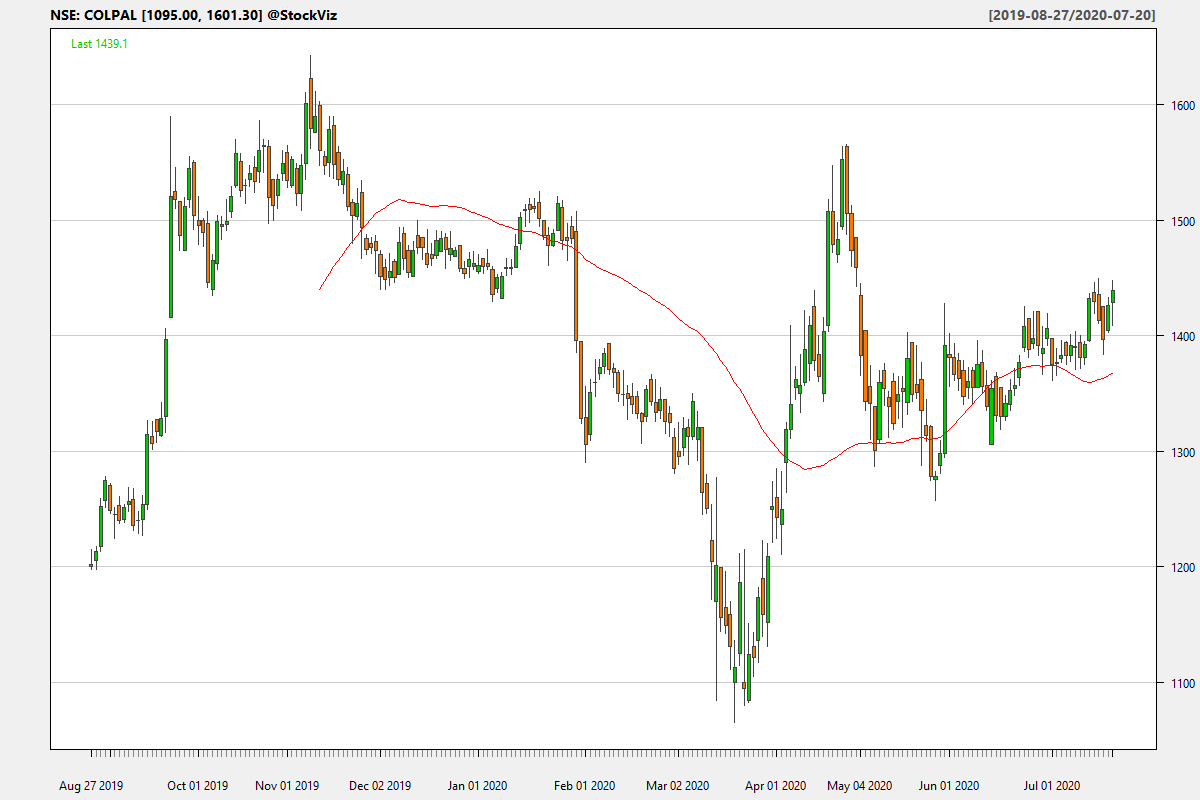 NSE: COLPAL [1095.00, 1601.30] @StockViz [2019-08-27/2020-07-20]
Last 1439.1
1600
1500
1400
1300
1200
1100
Aug 27 2019 Oct 01 2019 Nov 01 2019 Dec 02 2019 Jan 01 2020 Feb 01 2020 Mar 02 2020 Apr 01 2020 May 04 2020 Jun 01 2020 Jul 01 2020